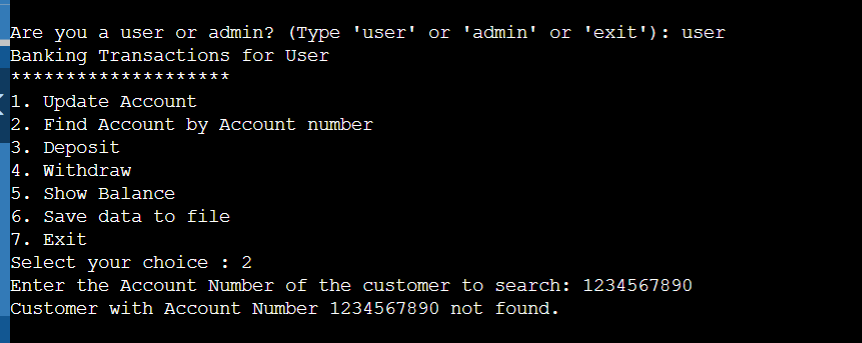 Are you a user or admin? (Type 'user' or 'admin' or 'exit'): user
Banking Transactions for User
********************
1. Update Account
2. Find Account by Account number
3. Deposit
4. Withdraw
5. Show Balance
6. Save data to file
7. Exit
Select your choice : 2
Enter the Account Number of the customer to search: 1234567890
Customer with Account Number 1234567890 not found.